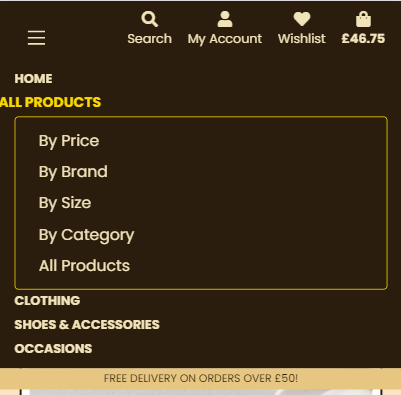 Search My Account Wishlist £46.75
HOME
ALL PRODUCTS
By Price
By Brand
By Size
By Category
All Products
CLOTHING
SHOES & ACCESSORIES
OCCASIONS
FREE DELIVERY ON ORDERS OVER £50!